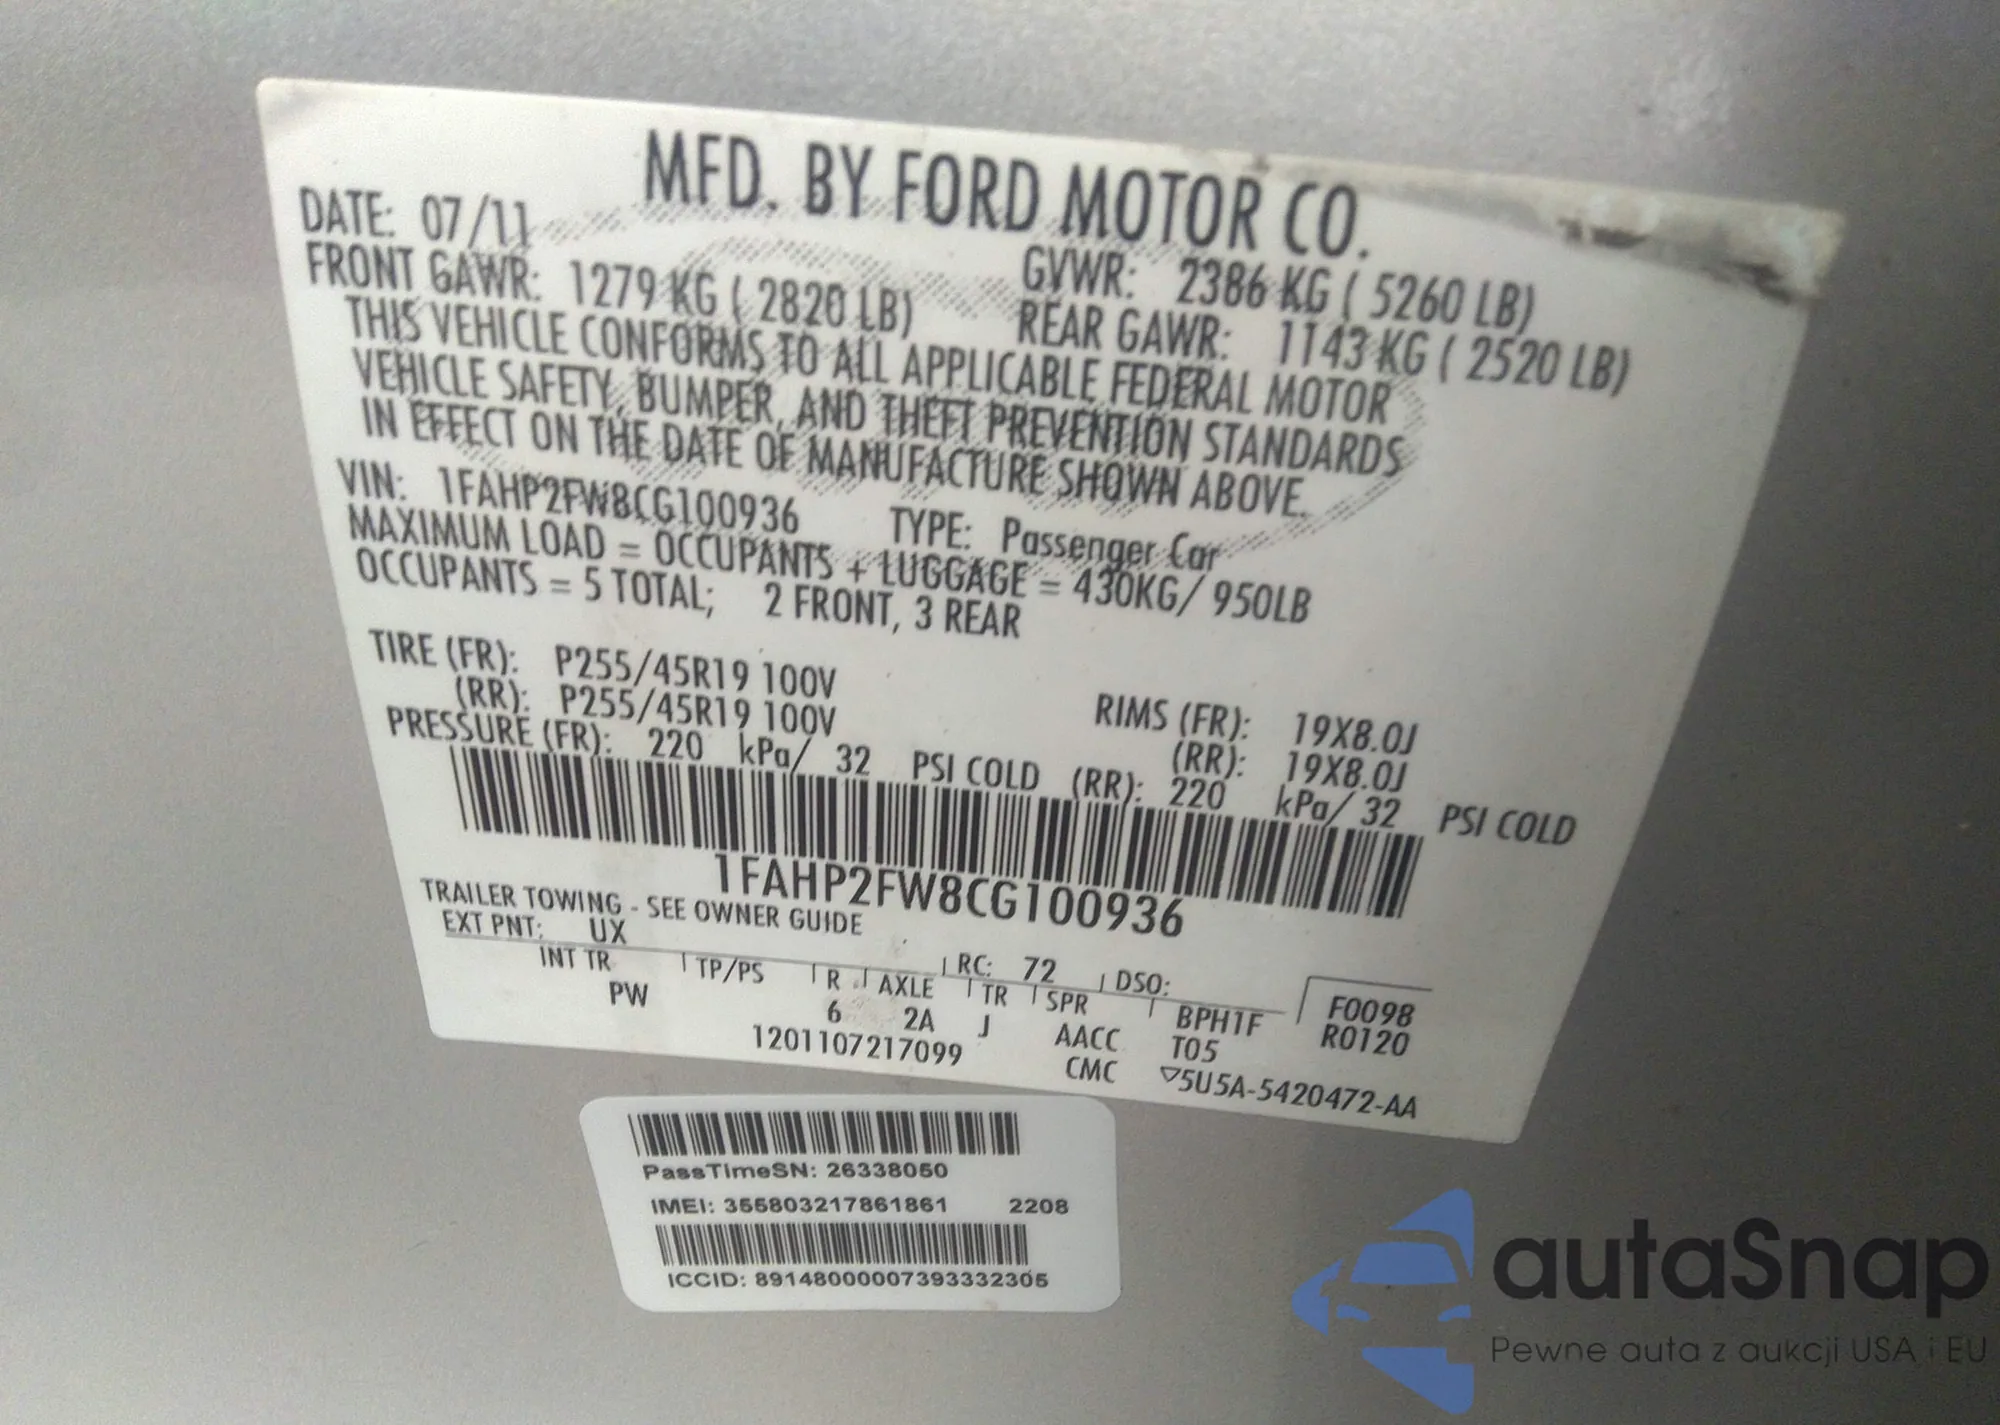 MFD. BY FORD MOTOR CO.
DATE: 07/11 GVWR: 2386 KG ( 5260 LB)
FRONT GAWR: 1279 KG ( 2820 LB) REAR GAWR: 1143 KG ( 2520 LB)
THIS VEHICLE CONFORMS TO ALL APPLICABLE FEDERAL MOTOR
VEHICLE SAFETY, BUMPER, AND THEFT PREVENTION STANDARDS
IN EFFECT ON THE DATE OF MANUFACTURE SHOWN ABOVE.
VIN: 1FAHP2FW8CG100936 TYPE: Passenger Car
MAXIMUM LOAD = OCCUPANTS + LUGGAGE = 430KG/ 950LB
OCCUPANTS = 5 TOTAL; 2 FRONT, 3 REAR
TIRE (FR): P255/45R19 100V RIMS (FR): 19X8.0J
(RR): P255/45R19 100V (RR): 19X8.0J
PRESSURE (FR): 220 kPa/ 32 PSI COLD (RR): 220 kPa/ 32 PSI COLD
1FAHP2FW8CG100936
TRAILER TOWING - SEE OWNER GUIDE
EXT PNT: UX RC: 72 DSO: F0098
INT TR TP/PS R AXLE TR SPR BPH1F R0120
PW 6 2A J AACC T05
1201107217099 CMC ▽5U5A-5420472-AA
PassTimeSN: 26338050
IMEI: 355803217861861 2208
ICCID: 89148000007393332305
autaSnap
Pewne auta z aukcji USA i EU